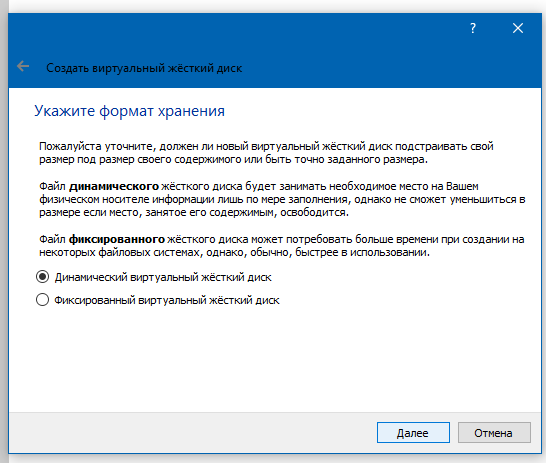 ?
Создать виртуальный жёсткий диск
Укажите формат хранения
Пожалуйста уточните, должен ли новый виртуальный жёсткий диск подстраивать свой
размер под размер своего содержимого или быть точно заданного размера.
Файл динамического жёсткого диска будет занимать необходимое место на Вашем
физическом носителе информации лишь по мере заполнения, однако не сможет уменьшиться в
размере если место, занятое его содержимым, освободится.
Файл фиксированного жёсткого диска может потребовать больше времени при создании на
некоторых файловых системах, однако, обычно, быстрее в использовании.
Динамический виртуальный жёсткий диск
Фиксированный виртуальный жёсткий диск
Далее
Отмена